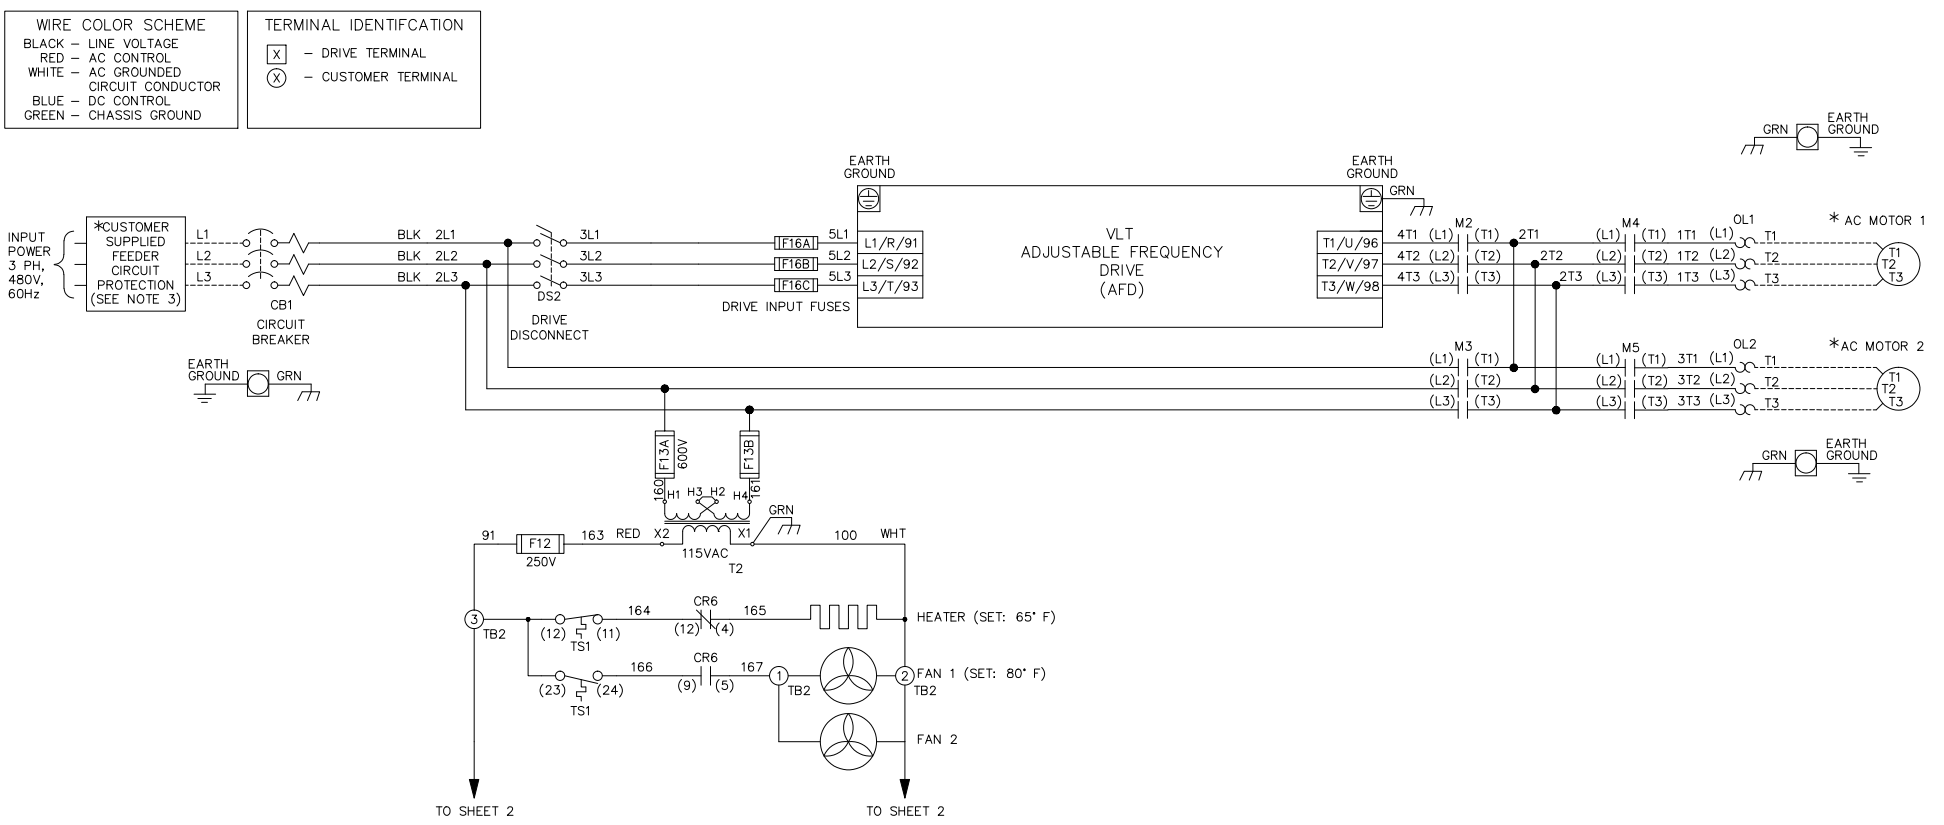 WIRE COLOR SCHEME
BLACK – LINE VOLTAGE
RED – AC CONTROL
WHITE – AC GROUNDED
CIRCUIT CONDUCTOR
BLUE – DC CONTROL
GREEN – CHASSIS GROUND
TERMINAL IDENTIFCATION
X – DRIVE TERMINAL
X – CUSTOMER TERMINAL
INPUT
POWER
3 PH,
480V,
60Hz
*CUSTOMER
SUPPLIED
FEEDER
CIRCUIT
PROTECTION
(SEE NOTE 3)
L1
L2
L3
CB1
CIRCUIT
BREAKER
BLK 2L1
BLK 2L2
BLK 2L3
DS2
DRIVE
DISCONNECT
3L1
3L2
3L3
F16A
F16B
F16C
DRIVE INPUT FUSES
5L1
5L2
5L3
EARTH
GROUND
L1/R/91
L2/S/92
L3/T/93
VLT
ADJUSTABLE FREQUENCY
DRIVE
(AFD)
EARTH
GROUND
GRN
T1/U/96
T2/V/97
T3/W/98
4T1 (L1) M2 (T1) 2T1 (L1) M4 (T1) 1T1 (L1) OL1 T1
4T2 (L2) (T2) 2T2 (L2) (T2) 1T2 (L2) T2
4T3 (L3) (T3) 2T3 (L3) (T3) 1T3 (L3) T3
* AC MOTOR 1
T1
T2
T3
GRN
EARTH
GROUND
EARTH
GROUND
GRN
(L1) M3 (T1) (L1) M5 (T1) 3T1 (L1) OL2 T1
(L2) (T2) (L2) (T2) 3T2 (L2) T2
(L3) (T3) (L3) (T3) 3T3 (L3) T3
* AC MOTOR 2
T1
T2
T3
GRN
EARTH
GROUND
F13A
600V
F13B
160
161
H1 H3 H2 H4
GRN
91 F12 163 RED X2 X1 100 WHT
250V
115VAC
T2
3
TB2
(12) (11)
TS1
164
CR6
(12) (4)
165
HEATER (SET: 65° F)
(23) (24)
TS1
166
CR6
(9) (5)
167
1
TB2
2
TB2
FAN 1 (SET: 80° F)
FAN 2
TO SHEET 2
TO SHEET 2